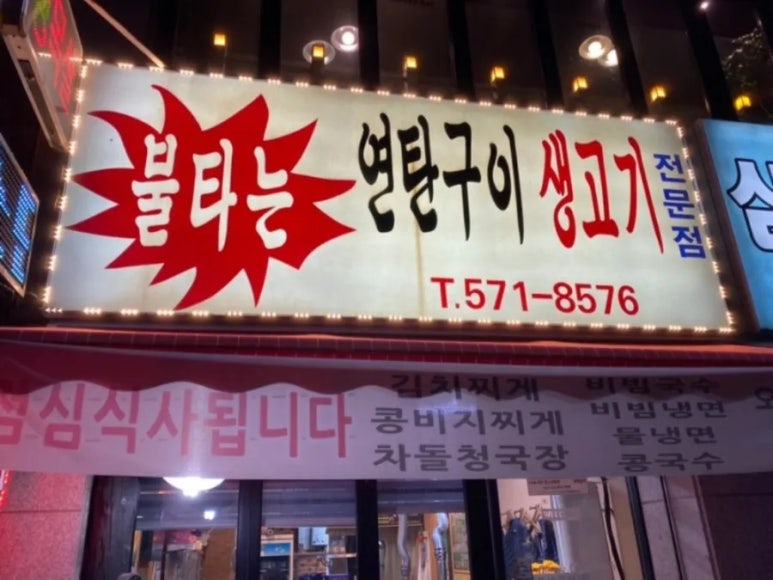 불타는 연탄구이 생고기 전문점
T.571-8576
점심식사됩니다
김치찌게 비빔국수
콩비지찌게 비빔냉면
차돌청국장 물냉면
콩국수